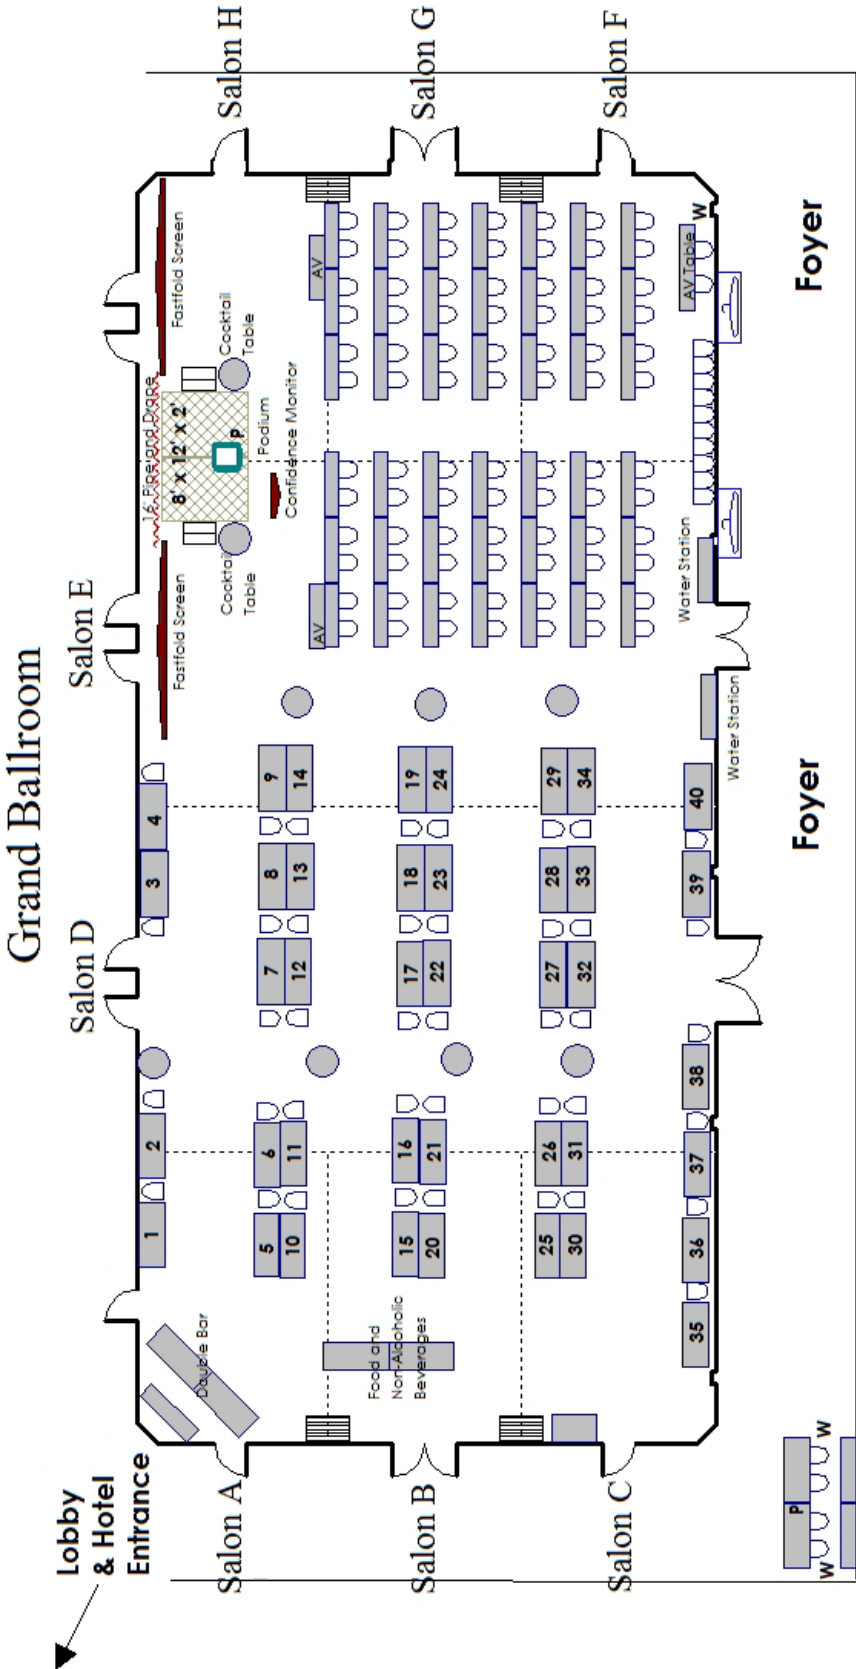 Grand Ballroom
Salon D
Salon E
Lobby
& Hotel
Entrance
Salon A
Salon B
Salon C
Salon H
Salon G
Salon F
Double Bar
Food and
Non-Alcoholic
Beverages
1
2
3
4
5
6
7
8
9
10
11
12
13
14
15
16
17
18
19
20
21
22
23
24
25
26
27
28
29
30
31
32
33
34
35
36
37
38
39
40
Fastfold Screen
16' Pipe and Drape
8' X 12' X 2'
P
Fastfold Screen
Cocktail
Table
Podium
Confidence Monitor
Cocktail
Table
AV
AV
Water Station
Water Station
AV Table
W
Foyer
Foyer
P
W
W